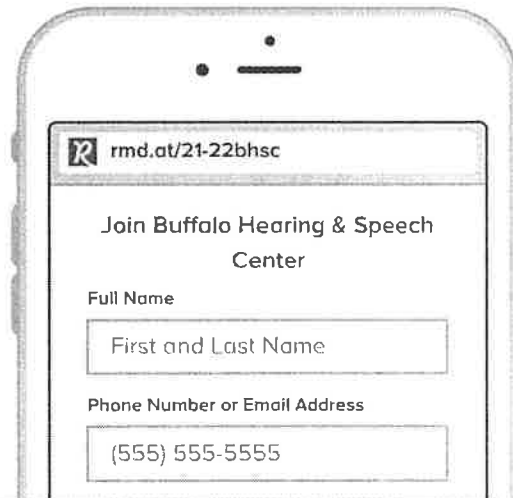 R rmd.at/21-22bhsc
Join Buffalo Hearing & Speech
Center
Full Name
First and Last Name
Phone Number or Email Address
(555) 555-5555